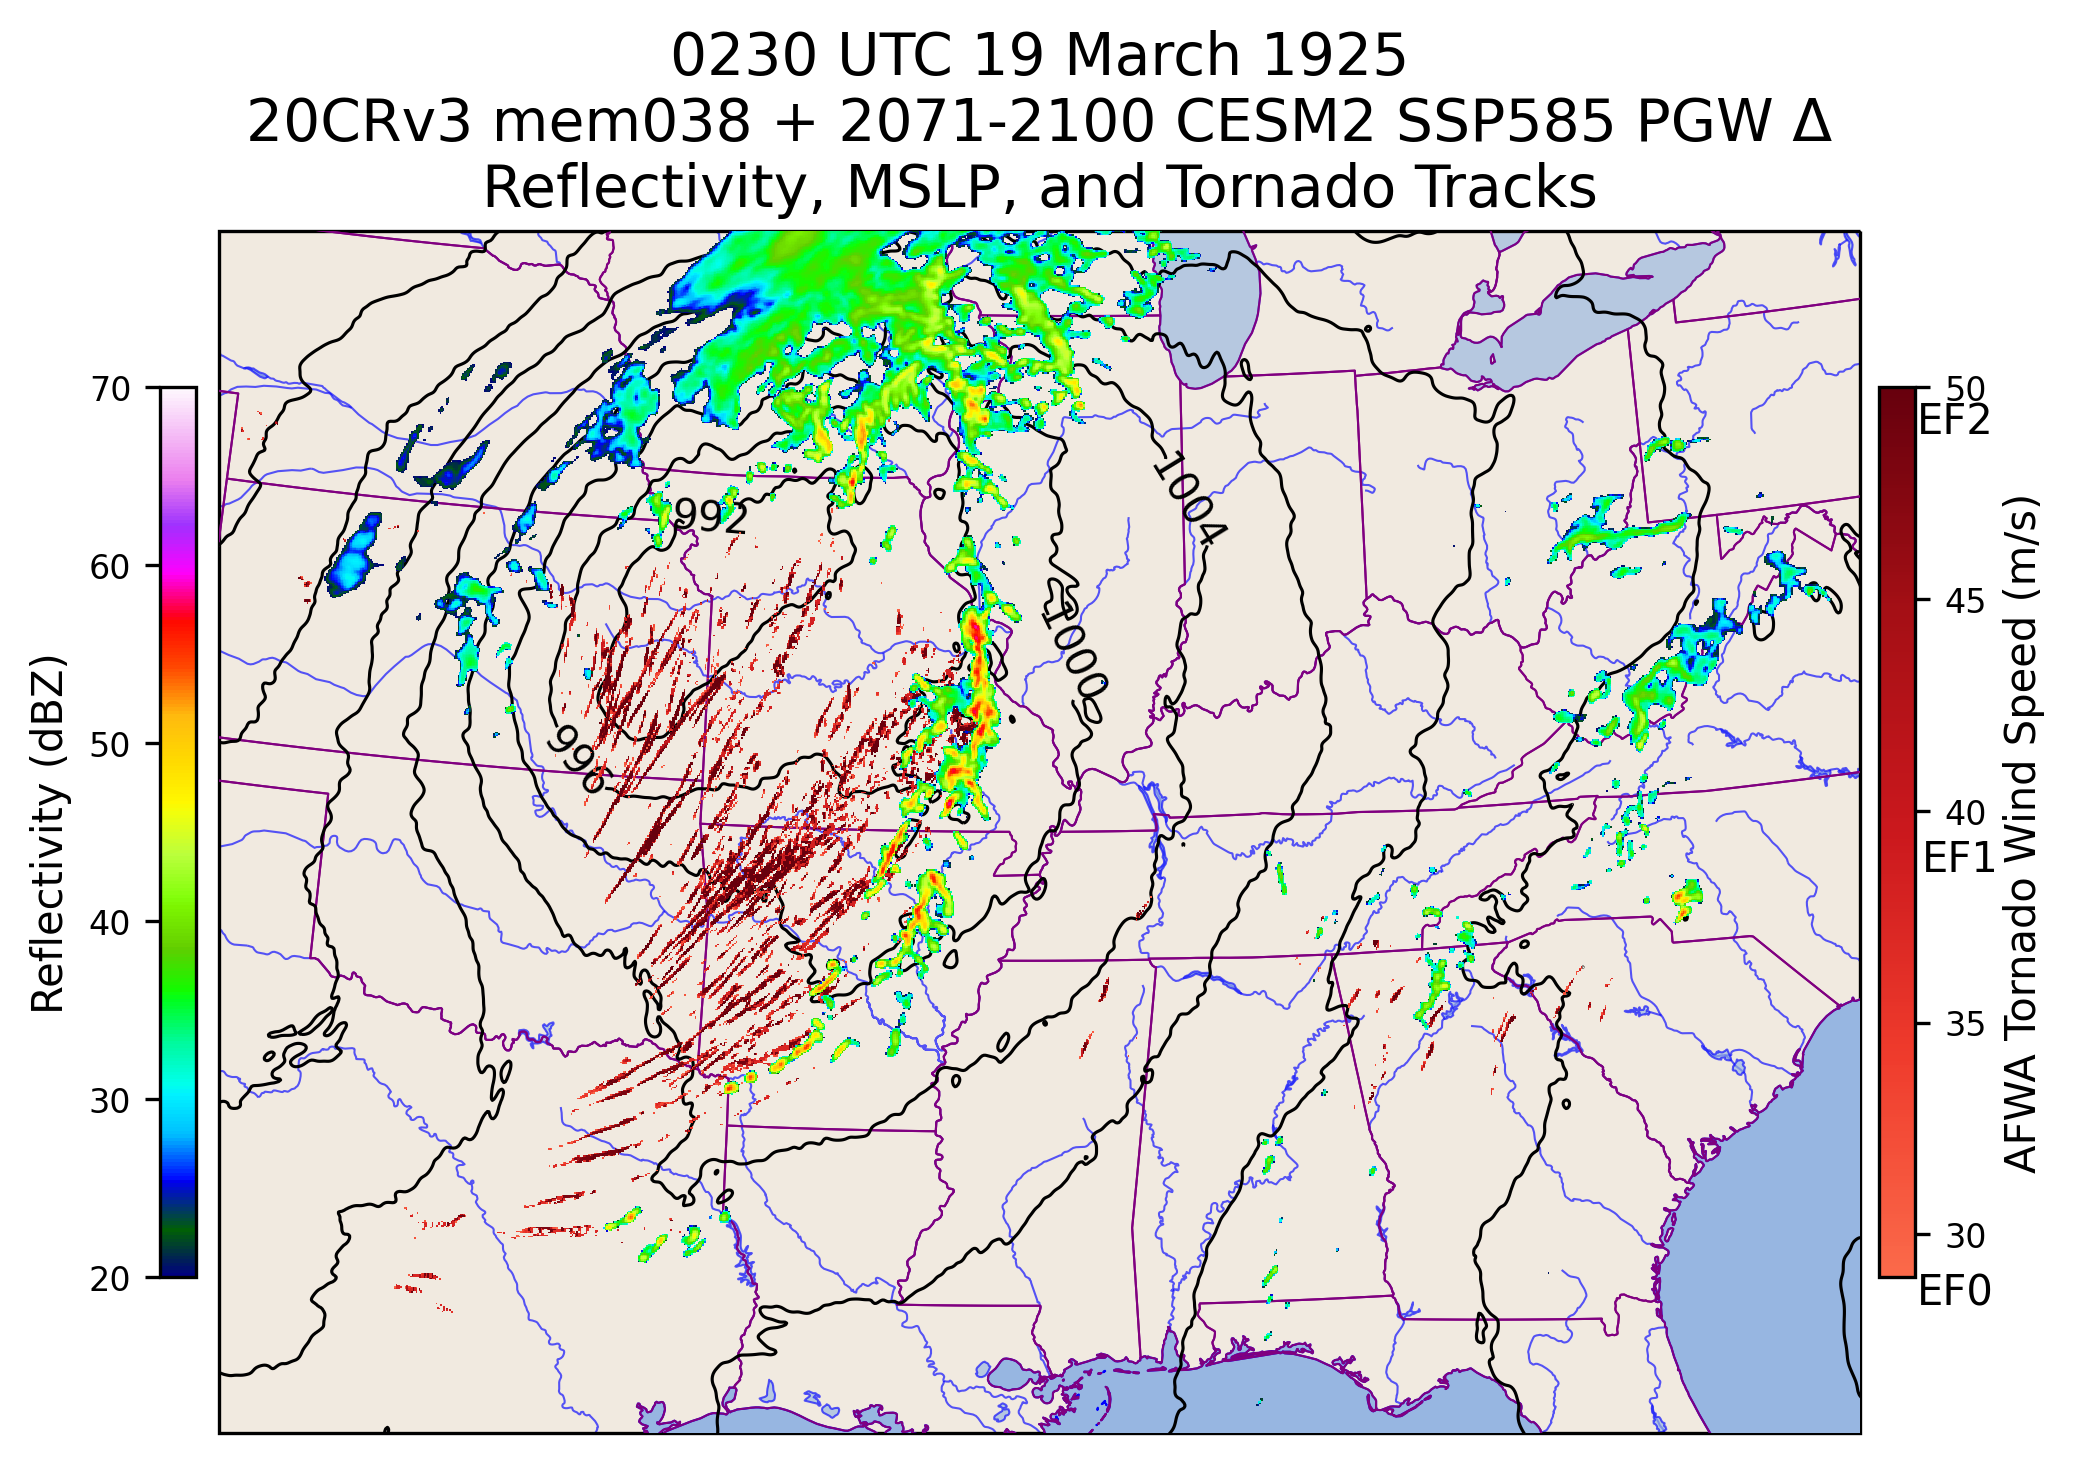 0230 UTC 19 March 1925
20CRv3 mem038 + 2071-2100 CESM2 SSP585 PGW Δ
Reflectivity, MSLP, and Tornado Tracks
70
60
50
40
30
20
Reflectivity (dBZ)
992
996
1000
1004
50
EF2
45
40
EF1
35
30
EF0
AFWA Tornado Wind Speed (m/s)